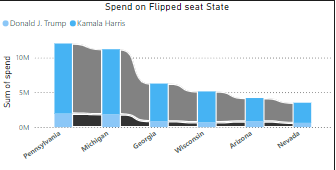 Spend on Flipped seat State
Donald J. Trump Kamala Harris
Sum of spend
10M
5M
0M
Pennsylvania
Michigan
Georgia
Wisconsin
Arizona
Nevada